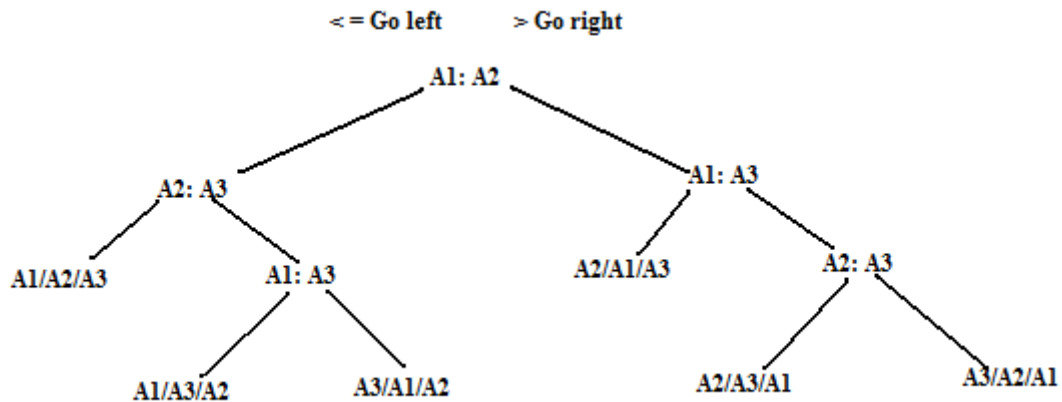 < = Go left > Go right
A1: A2
A2: A3 A1: A3
A1/A2/A3 A1: A3 A2/A1/A3 A2: A3
A1/A3/A2 A3/A1/A2 A2/A3/A1 A3/A2/A1